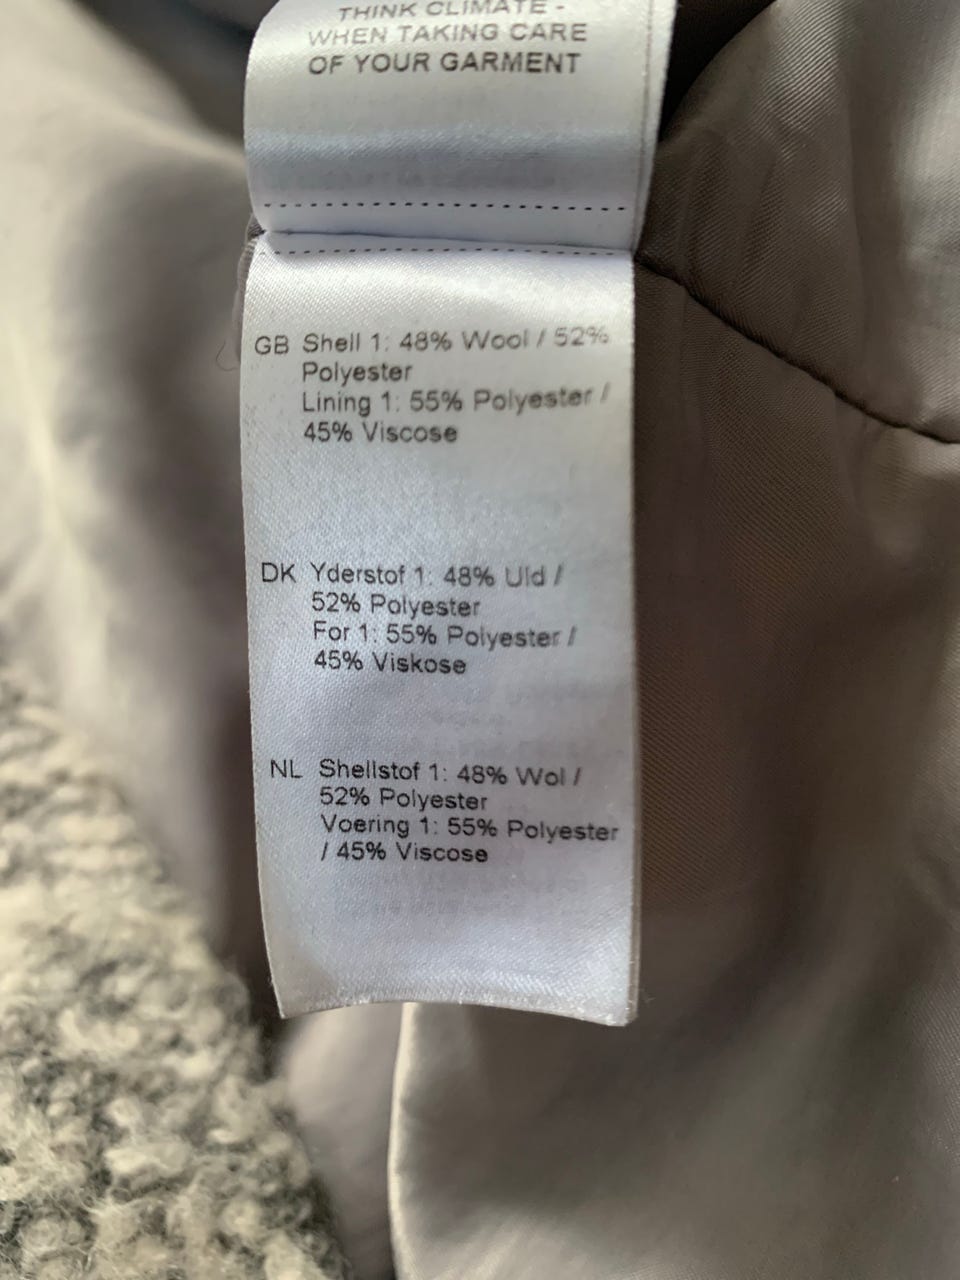 THINK CLIMATE -
WHEN TAKING CARE
OF YOUR GARMENT
GB Shell 1: 48% Wool / 52%
Polyester
Lining 1: 55% Polyester /
45% Viscose
DK Yderstof 1: 48% Uld /
52% Polyester
For 1: 55% Polyester /
45% Viskose
NL Shellstof 1: 48% Wol /
52% Polyester
Voering 1: 55% Polyester
/ 45% Viscose